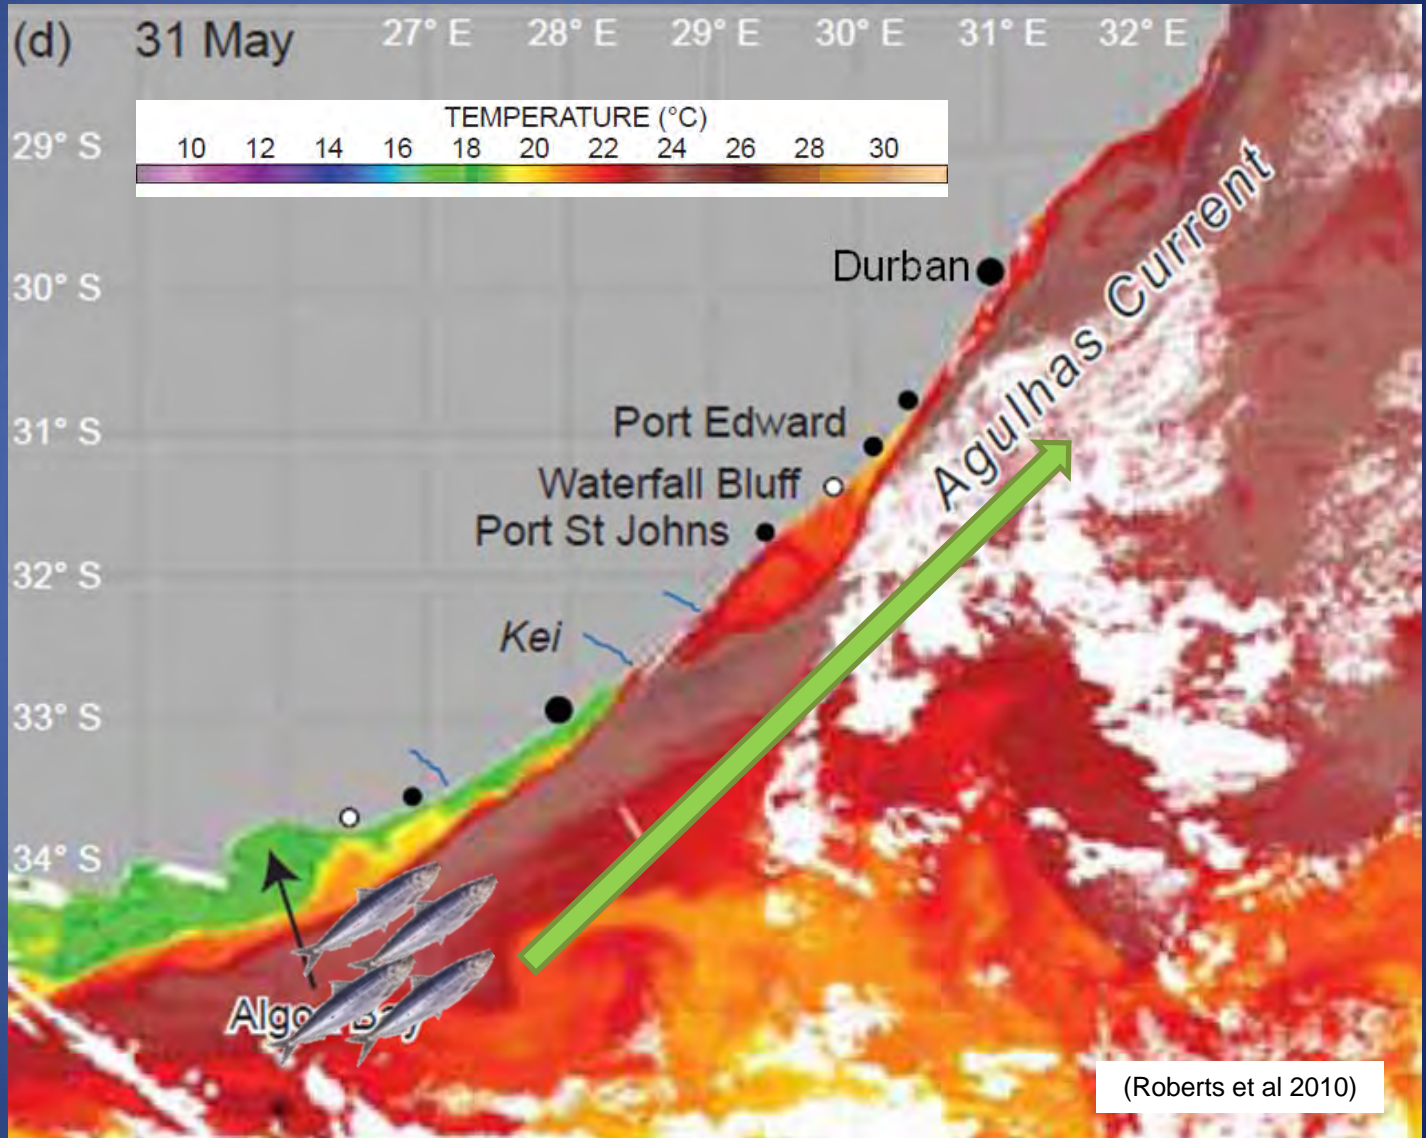 (d) 31 May
27° E 28° E 29° E 30° E 31° E 32° E
TEMPERATURE (°C)
10 12 14 16 18 20 22 24 26 28 30
29° S
30° S
31° S
32° S
33° S
34° S
Durban
Agulhas Current
Port Edward
Waterfall Bluff
Port St Johns
Kei
Algoa Bay
(Roberts et al 2010)